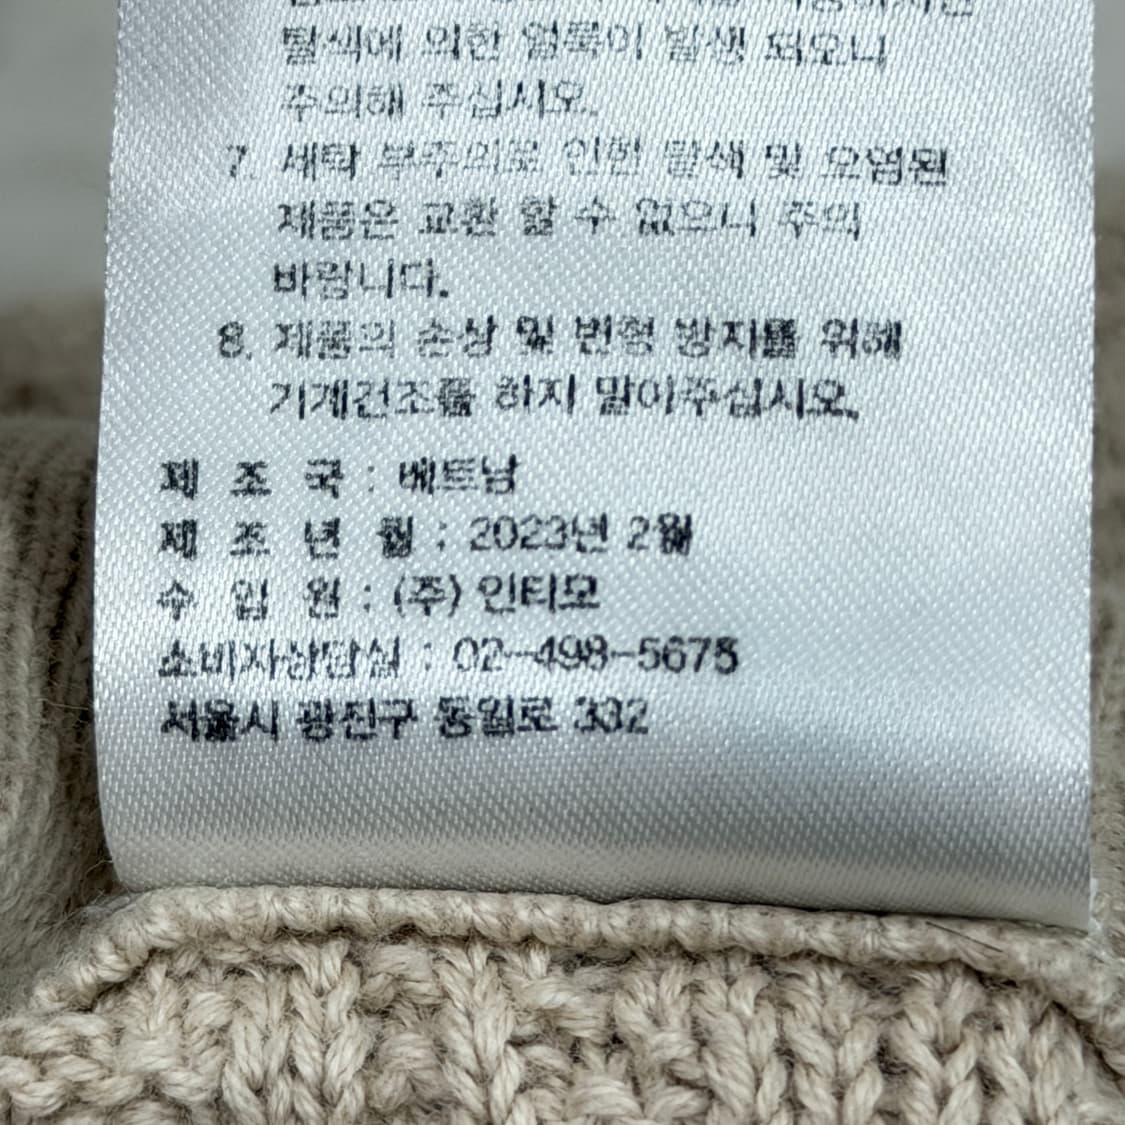 탈색에 의한 얼룩이 발생 되오니
주의해 주십시오.
7. 세탁 부주의로 인한 탈색 및 오염된
제품은 교환 할 수 없으니 주의
바랍니다.
8. 제품의 손상 및 변형 방지를 위해
기계건조를 하지 말아주십시오.
제 조 국 : 베트남
제 조 년 월 : 2023년 2월
수 입 원 : (주) 인티모
소비자상담실 : 02-498-5675
서울시 광진구 동일로 332